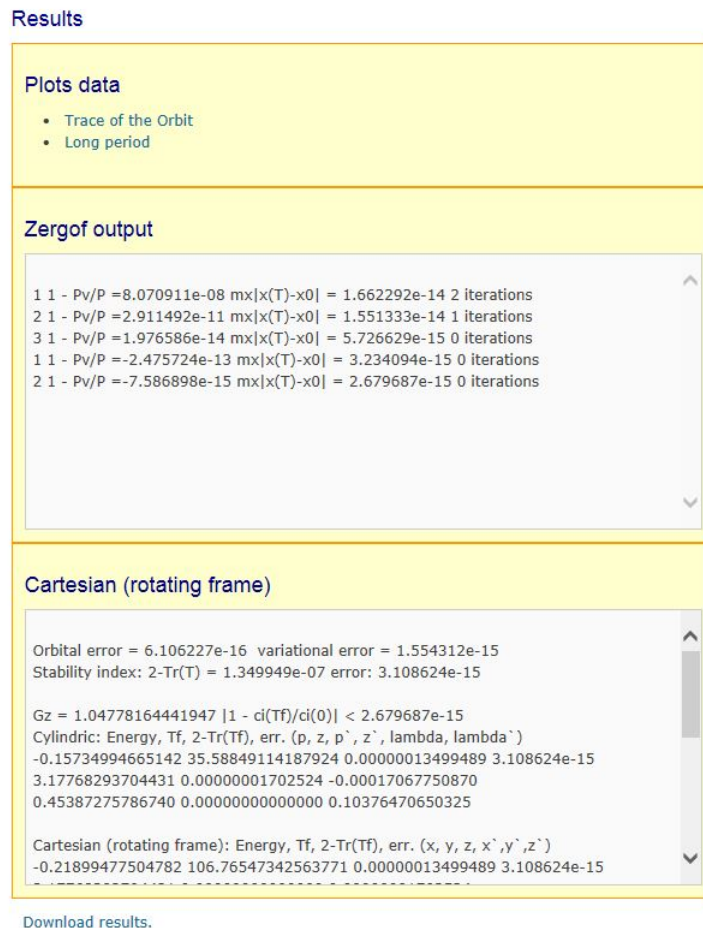 Results
Plots data
• Trace of the Orbit
• Long period
Zergof output
1 1 - Pv/P =8.070911e-08 mx|x(T)-x0| = 1.662292e-14 2 iterations
2 1 - Pv/P =2.911492e-11 mx|x(T)-x0| = 1.551333e-14 1 iterations
3 1 - Pv/P =1.976586e-14 mx|x(T)-x0| = 5.726629e-15 0 iterations
1 1 - Pv/P =-2.475724e-13 mx|x(T)-x0| = 3.234094e-15 0 iterations
2 1 - Pv/P =-7.586898e-15 mx|x(T)-x0| = 2.679687e-15 0 iterations
Cartesian (rotating frame)
Orbital error = 6.106227e-16 variational error = 1.554312e-15
Stability index: 2-Tr(T) = 1.349949e-07 error: 3.108624e-15
Gz = 1.04778164441947 |1 - ci(Tf)/ci(0)| < 2.679687e-15
Cylindric: Energy, Tf, 2-Tr(Tf), err. (p, z, p`, z`, lambda, lambda`)
-0.15734994665142 35.58849114187924 0.00000013499489 3.108624e-15
3.17768293704431 0.00000001702524 -0.00017067750870
0.45387275786740 0.00000000000000 0.10376470650325
Cartesian (rotating frame): Energy, Tf, 2-Tr(Tf), err. (x, y, z, x`,y`,z`)
-0.21899477504782 106.76547342563771 0.00000013499489 3.108624e-15
Download results.